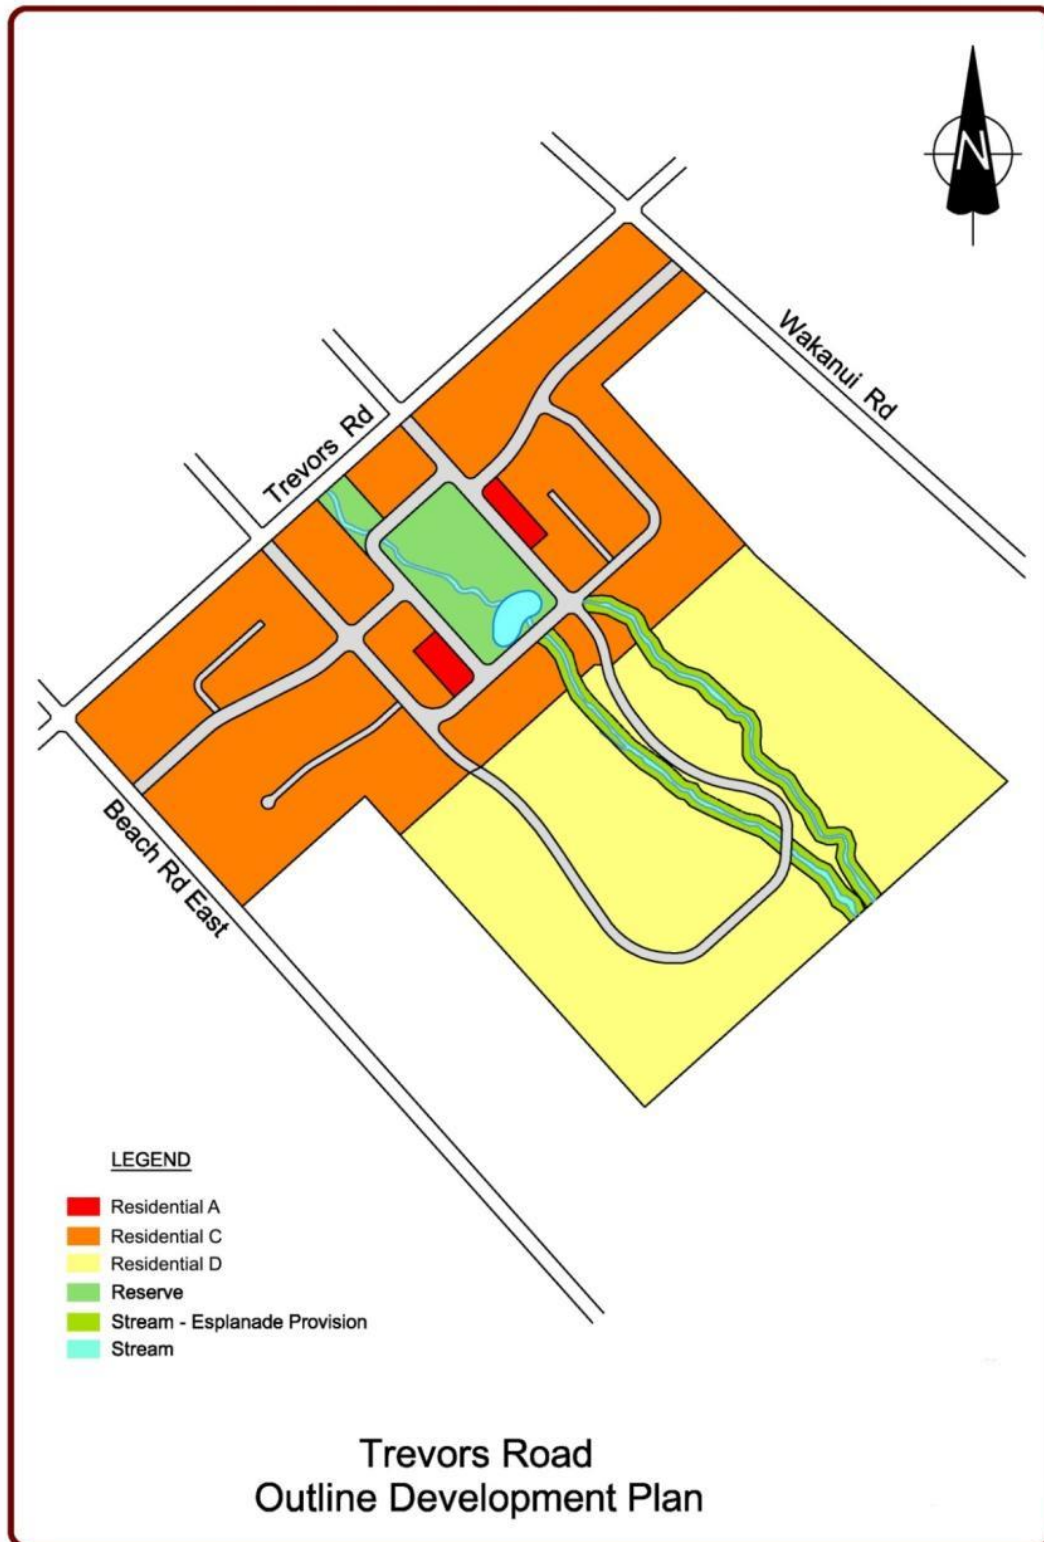 N
Wakanui Rd
Trevors Rd
Beach Rd East
LEGEND
Residential A
Residential C
Residential D
Reserve
Stream - Esplanade Provision
Stream
Trevors Road
Outline Development Plan